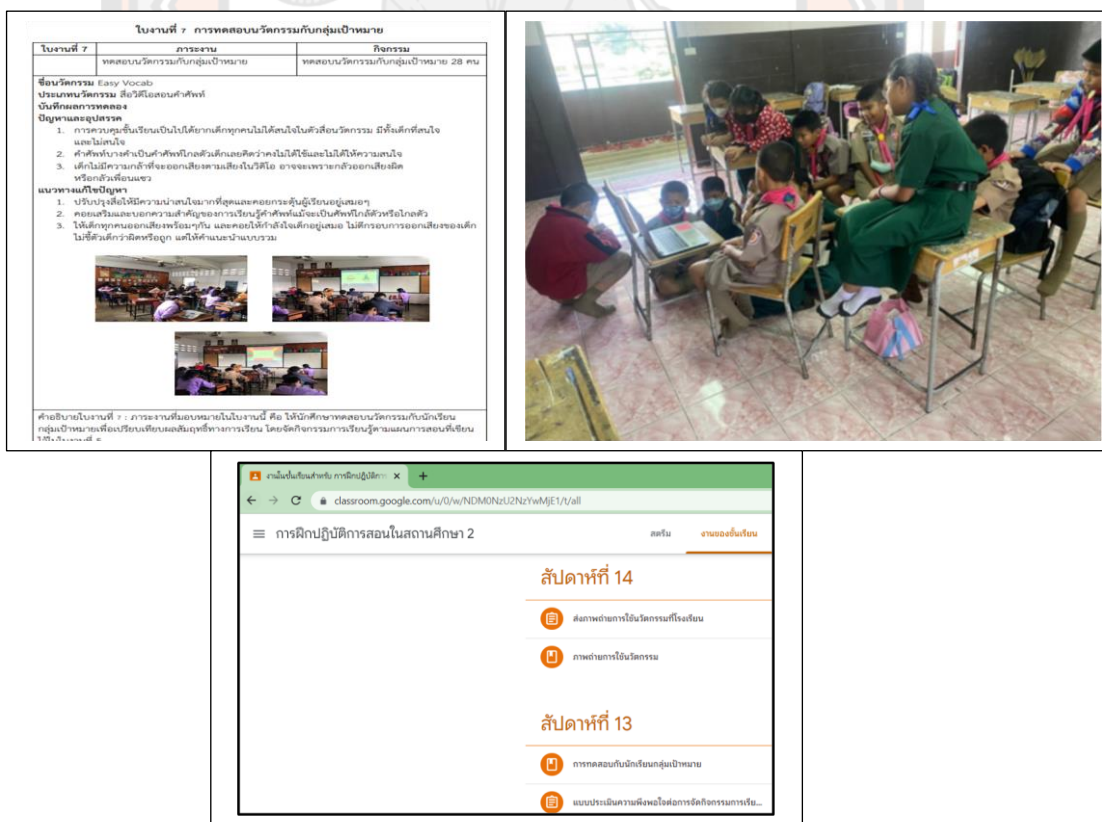 ใบงานที่ 7 การทดสอบนวัตกรรมกับกลุ่มเป้าหมาย
ใบงานที่ 7 ภาระงาน กิจกรรม
ทดสอบนวัตกรรมกับกลุ่มเป้าหมาย ทดสอบนวัตกรรมกับกลุ่มเป้าหมาย 28 คน
ชื่อนวัตกรรม Easy Vocab
ประเภทนวัตกรรม สื่อวิดีโอสอนคำศัพท์
บันทึกผลการทดลอง
ปัญหาและอุปสรรค
1. การควบคุมชั้นเรียนเป็นไปได้ยากเด็กทุกคนไม่ได้สนใจในตัวสื่อนวัตกรรม มีทั้งเด็กที่สนใจ
และไม่สนใจ
2. คำศัพท์บางคำเป็นคำศัพท์ไกลตัวเด็กเลยคิดว่าคงไม่ได้ใช้และไม่ได้ให้ความสนใจ
3. เด็กไม่มีความกล้าที่จะออกเสียงตามเสียงในวิดีโอ อาจจะเพราะกลัวออกเสียงผิด
หรือกลัวเพื่อนแซว
แนวทางแก้ไขปัญหา
1. ปรับปรุงสื่อให้มีความน่าสนใจมากที่สุดและคอยกระตุ้นผู้เรียนอยู่เสมอๆ
2. คอยเสริมและบอกความสำคัญของการเรียนรู้คำศัพท์แม้จะเป็นศัพท์ใกล้ตัวหรือไกลตัว
3. ให้เด็กทุกคนออกเสียงพร้อมๆกัน และคอยให้กำลังใจเด็กอยู่เสมอ ไม่ตีกรอบการออกเสียงของเด็ก
ไม่ชี้ตัวเด็กว่าผิดหรือถูก แต่ให้คำแนะนำแบบรวม
คำอธิบายใบงานที่ 7 : ภาระงานที่มอบหมายในใบงานนี้ คือ ให้นักศึกษาทดสอบนวัตกรรมกับนักเรียน
กลุ่มเป้าหมายเพื่อเปรียบเทียบผลสัมฤทธิ์ทางการเรียน โดยจัดกิจกรรมการเรียนรู้ตามแผนการสอนที่เขียน
งานในชั้นเรียนสำหรับ การฝึกปฏิบัติกา
classroom.google.com/u/0/w/NDM0NzU2NzYwMjE1/t/all
การฝึกปฏิบัติการสอนในสถานศึกษา 2 สตรีม งานของชั้นเรียน
สัปดาห์ที่ 14
ส่งภาพถ่ายการใช้นวัตกรรมที่โรงเรียน
ภาพถ่ายการใช้นวัตกรรม
สัปดาห์ที่ 13
การทดสอบกับนักเรียนกลุ่มเป้าหมาย
แบบประเมินความพึงพอใจต่อการจัดกิจกรรมการเรีย...